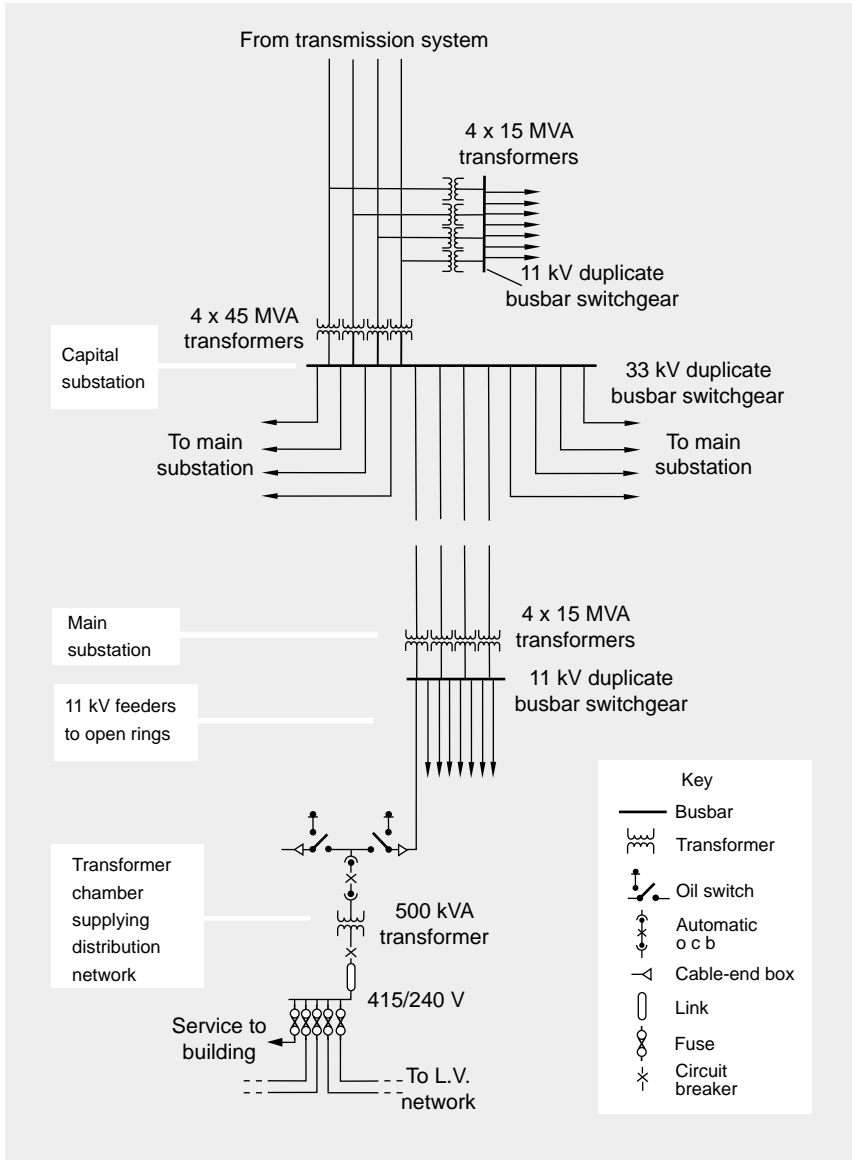 From transmission system
4 x 15 MVA
transformers
11 kV duplicate
busbar switchgear
4 x 45 MVA
transformers
Capital
substation
33 kV duplicate
busbar switchgear
To main
substation
To main
substation
Main
substation
4 x 15 MVA
transformers
11 kV duplicate
busbar switchgear
11 kV feeders
to open rings
Transformer
chamber
supplying
distribution
network
500 kVA
transformer
415/240 V
Service to
building
To L.V.
network
Key
Busbar
Transformer
Oil switch
Automatic
o c b
Cable-end box
Link
Fuse
Circuit
breaker